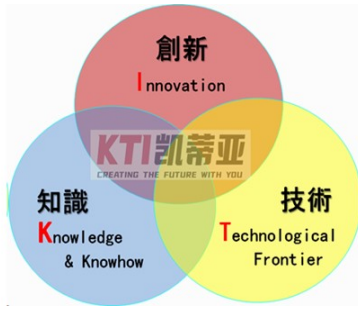 創新
Innovation
KTI凯蒂亚
CREATING THE FUTURE WITH YOU
知識
Knowledge
& Knowhow
技術
Technological
Frontier